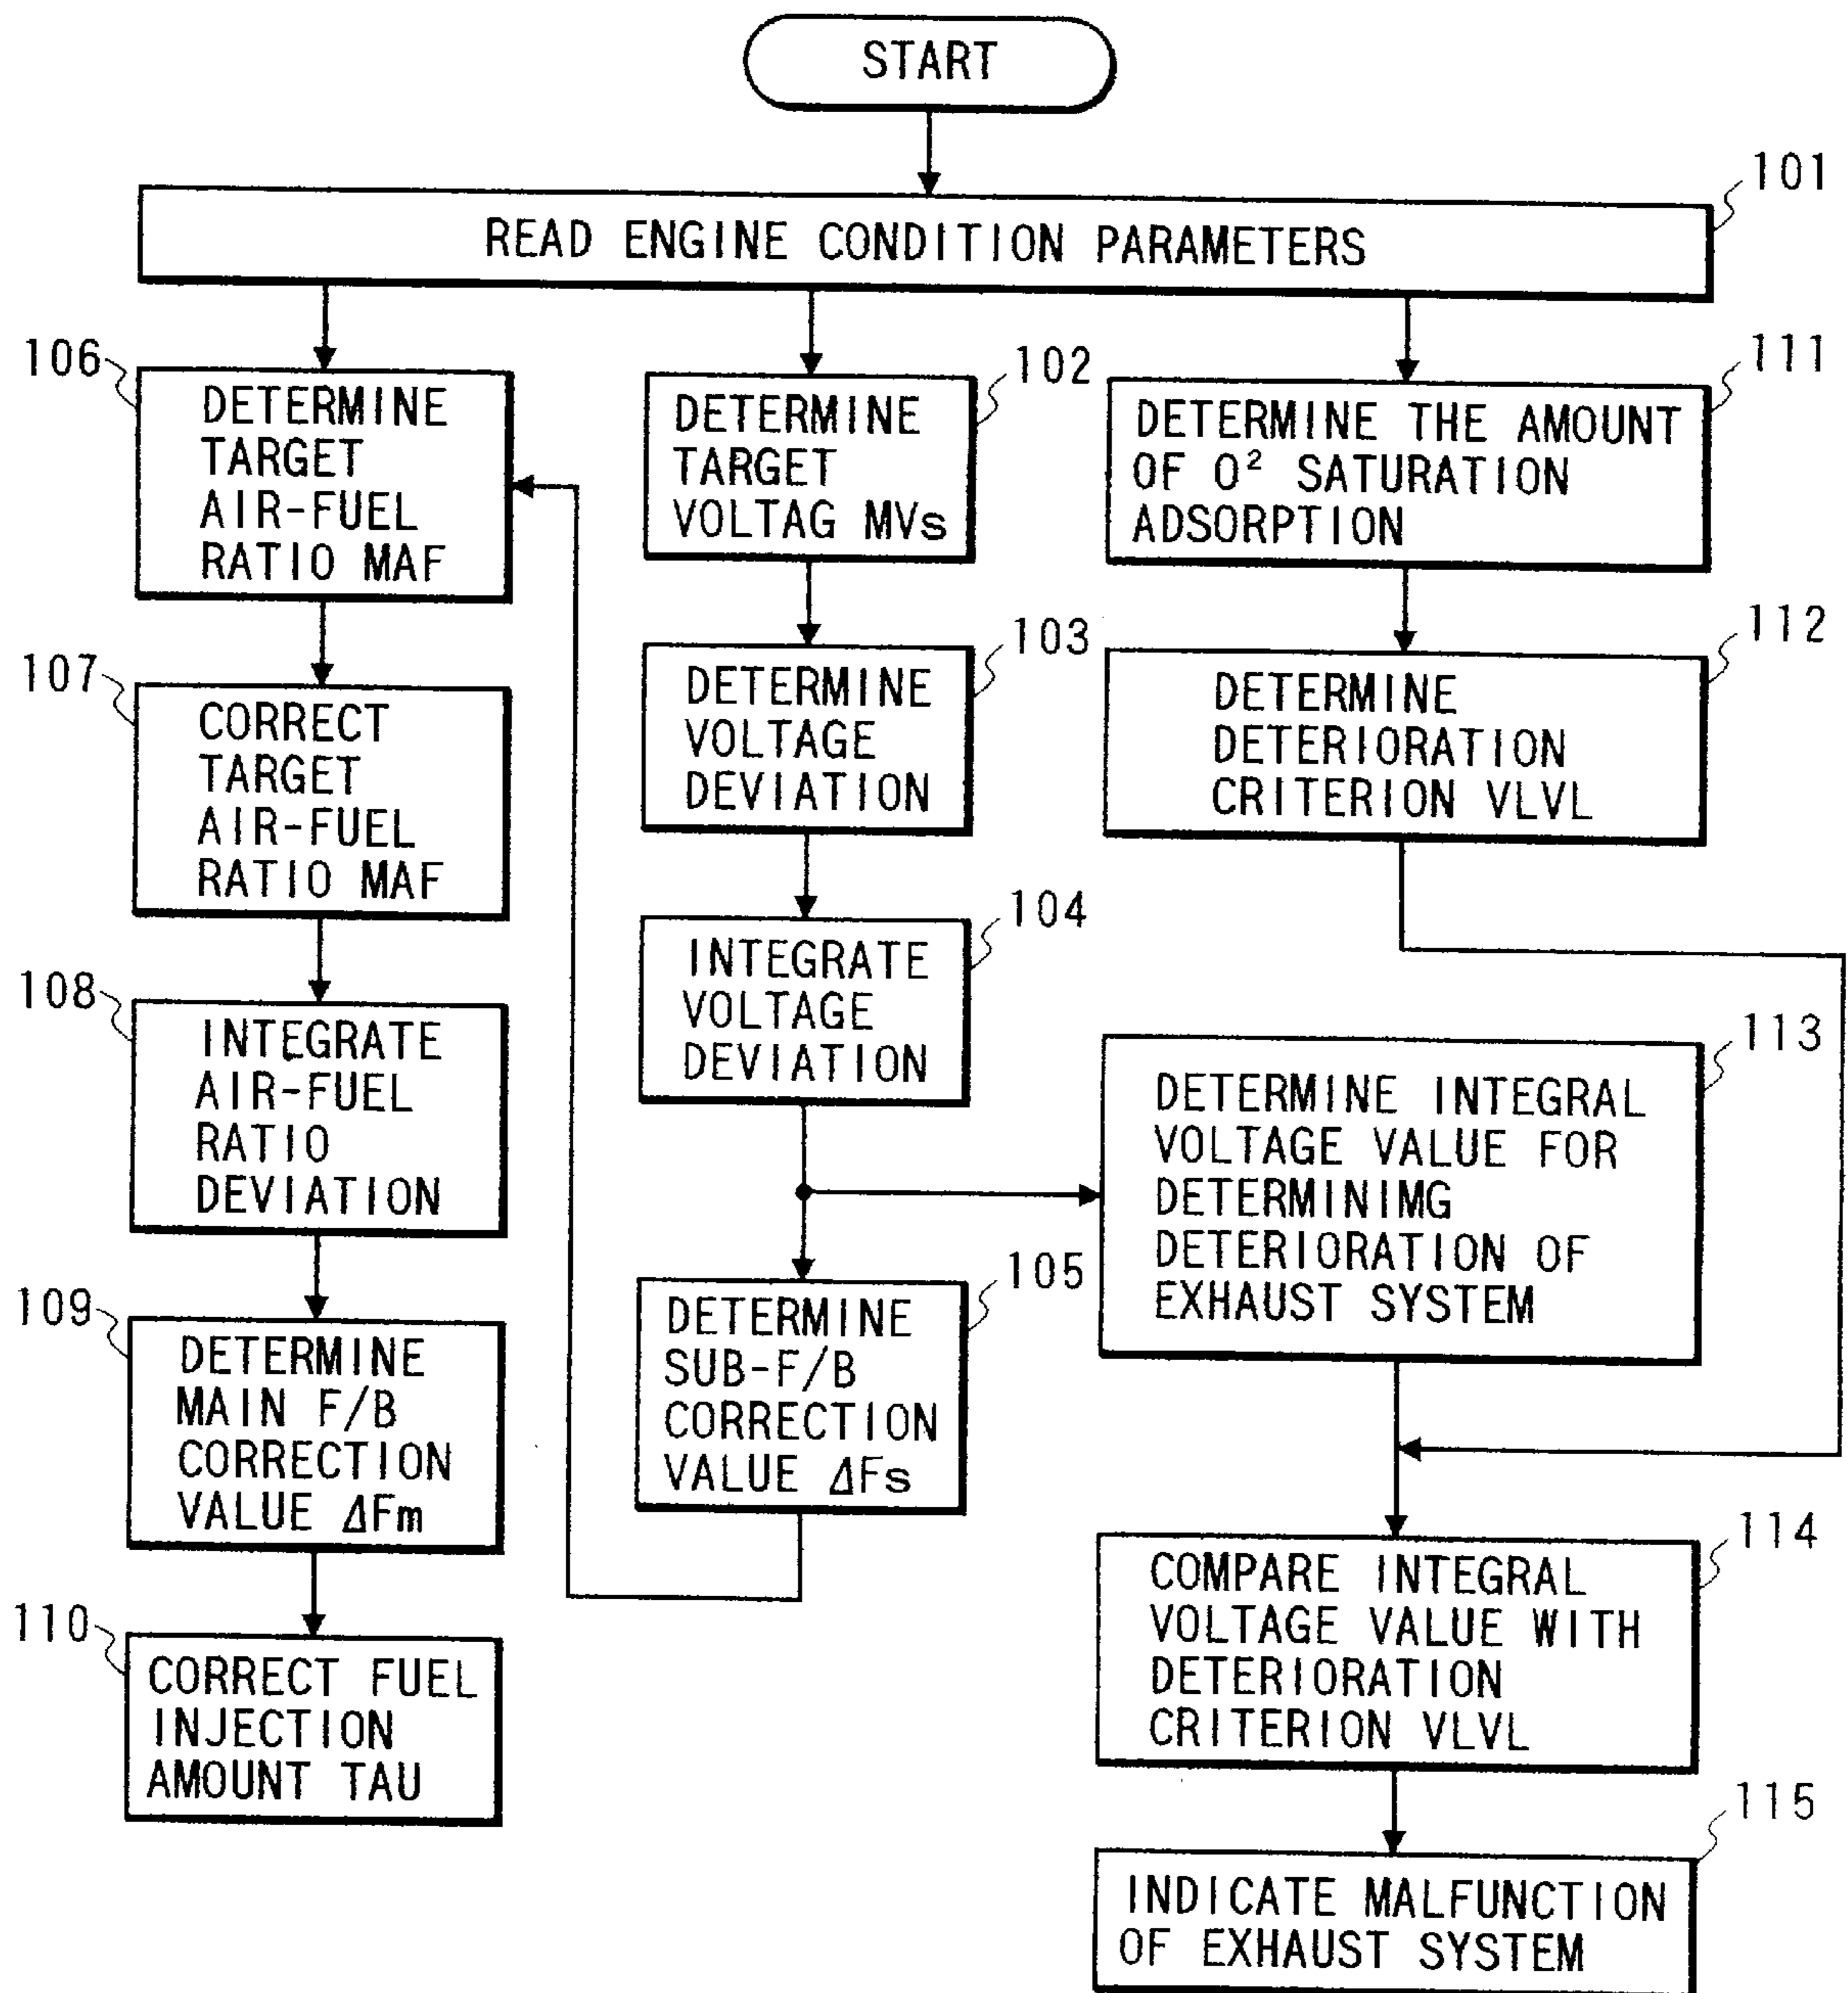 START
101
READ ENGINE CONDITION PARAMETERS
106
DETERMINE
TARGET
AIR-FUEL
RATIO MAF
102
DETERMINE
TARGET
VOLTAG MVs
111
DETERMINE THE AMOUNT
OF O² SATURATION
ADSORPTION
107
CORRECT
TARGET
AIR-FUEL
RATIO MAF
103
DETERMINE
VOLTAGE
DEVIATION
112
DETERMINE
DETERIORATION
CRITERION VLVL
108
INTEGRATE
AIR-FUEL
RATIO
DEVIATION
104
INTEGRATE
VOLTAGE
DEVIATION
113
DETERMINE INTEGRAL
VOLTAGE VALUE FOR
DETERMINIMG
DETERIORATION OF
EXHAUST SYSTEM
109
DETERMINE
MAIN F/B
CORRECTION
VALUE ΔFm
105
DETERMINE
SUB-F/B
CORRECTION
VALUE ΔFs
110
CORRECT FUEL
INJECTION
AMOUNT TAU
114
COMPARE INTEGRAL
VOLTAGE VALUE WITH
DETERIORATION
CRITERION VLVL
115
INDICATE MALFUNCTION
OF EXHAUST SYSTEM